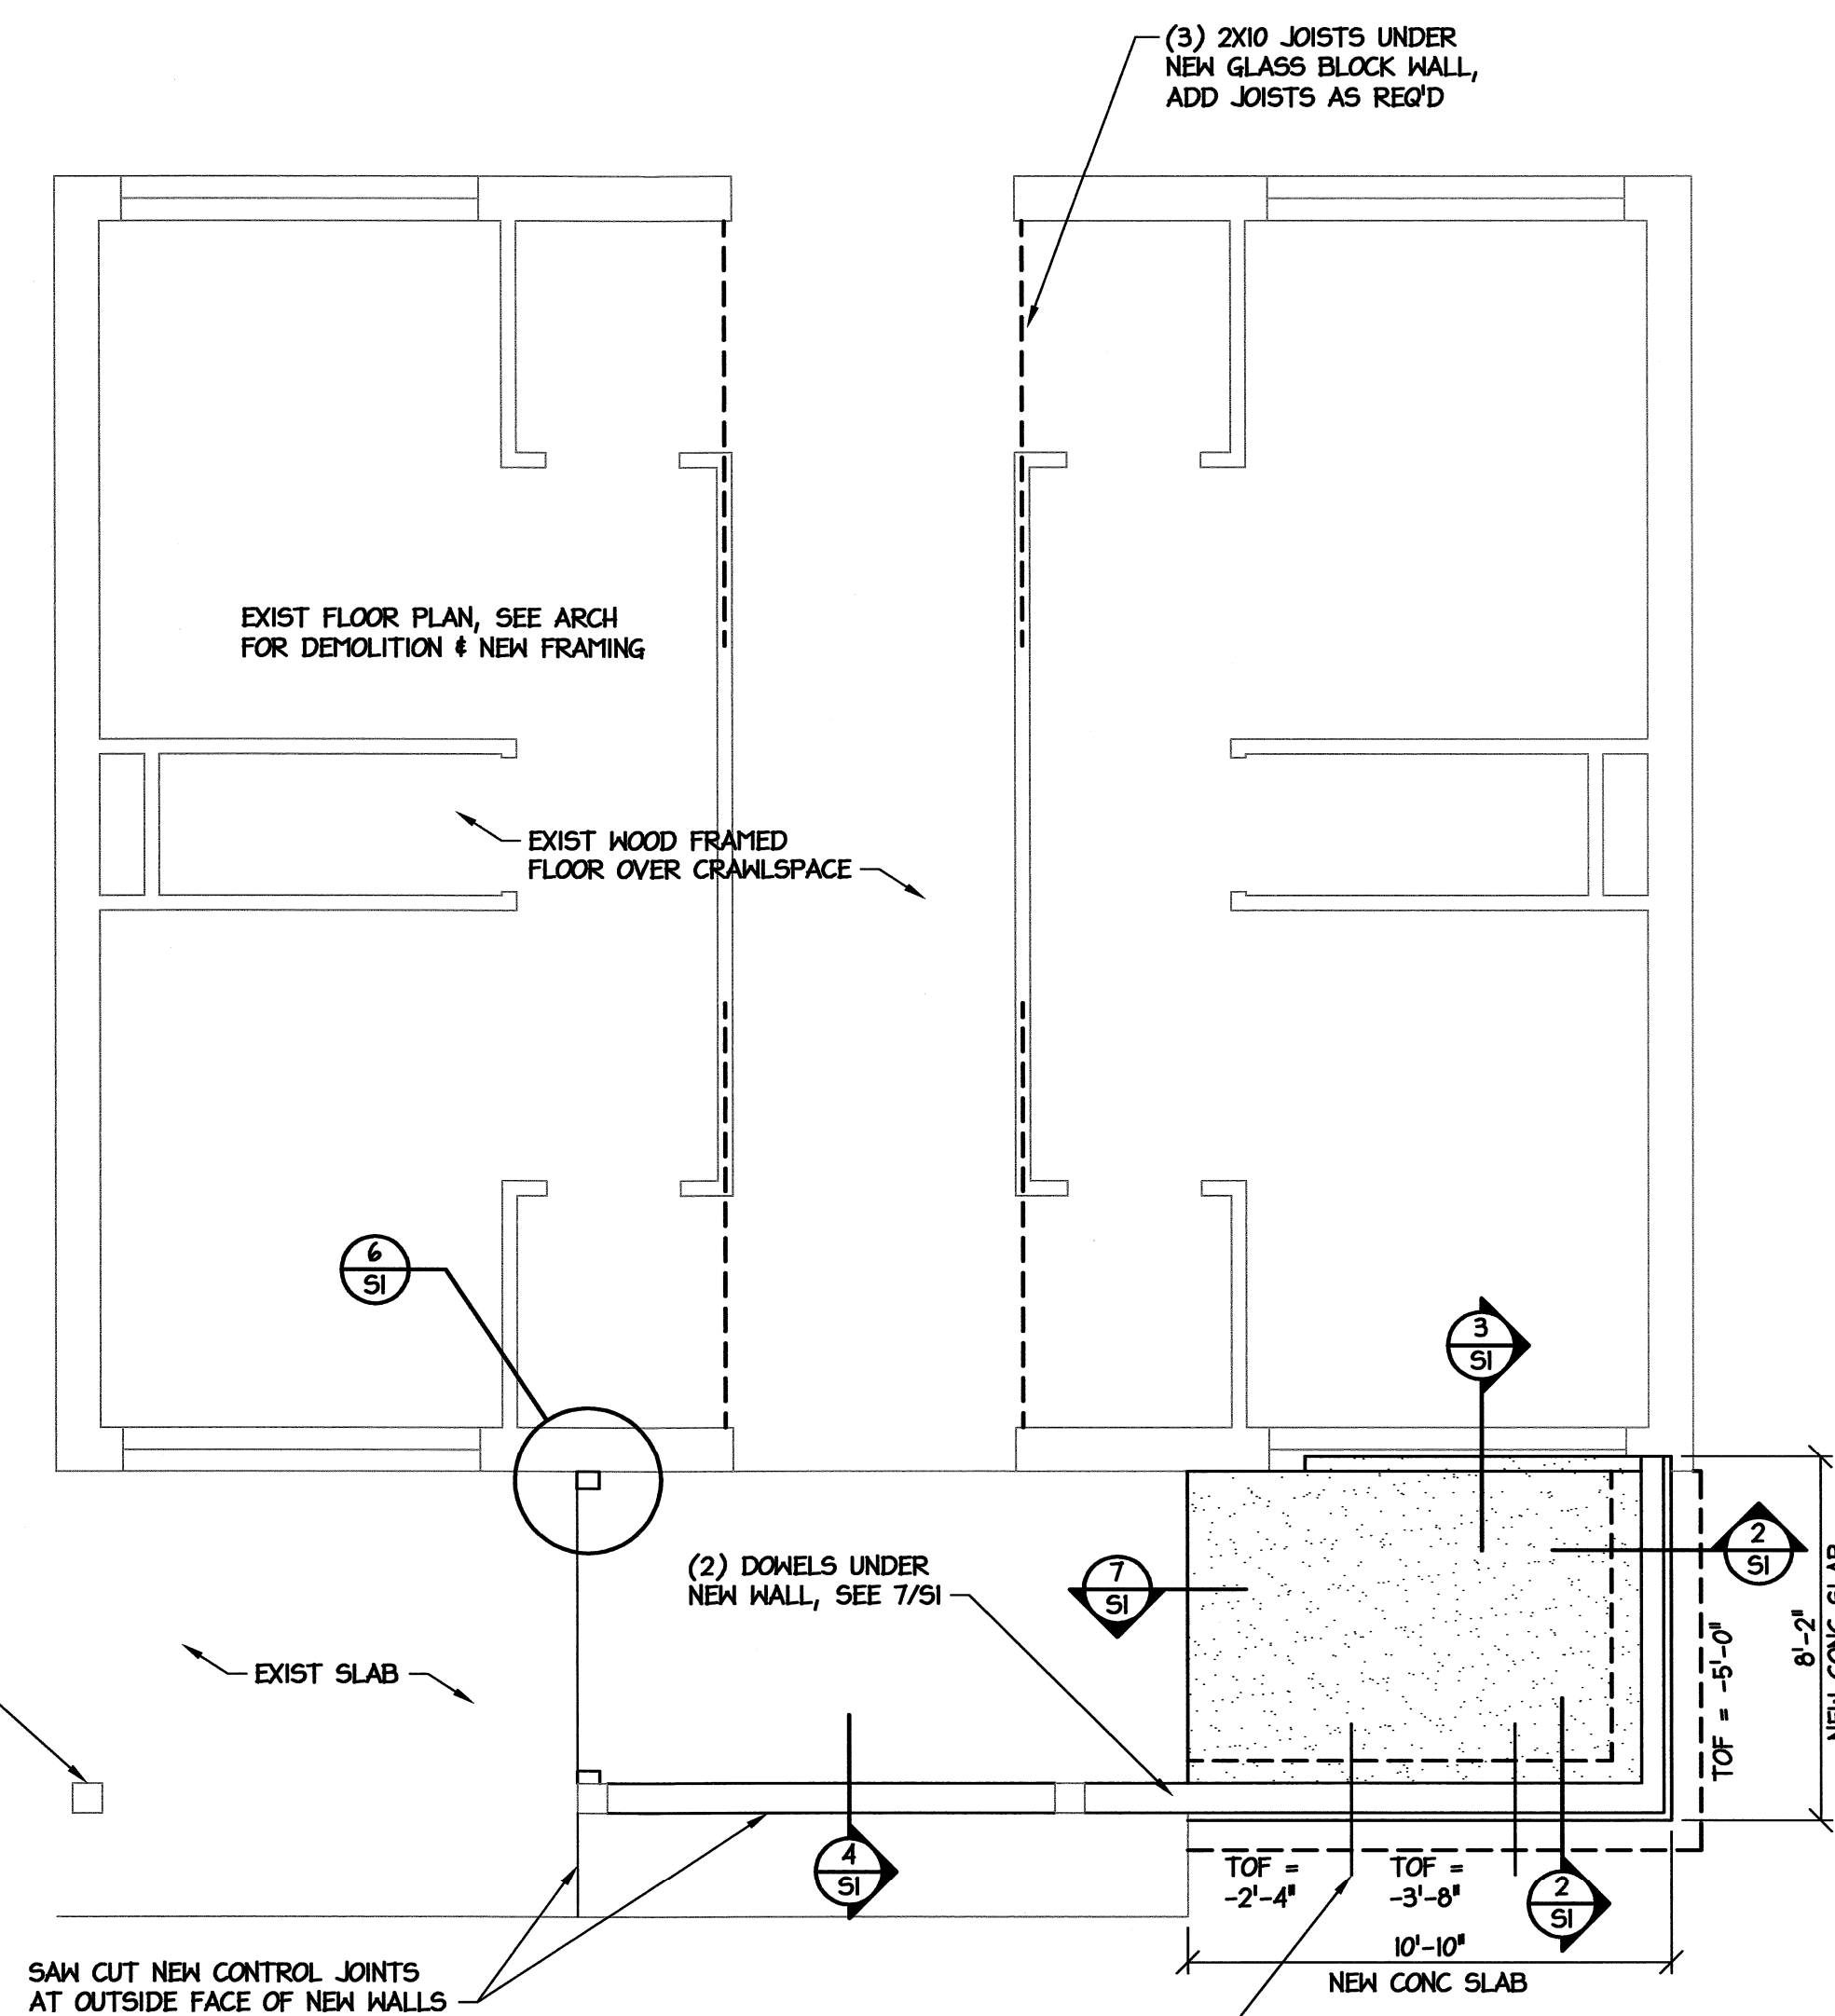 (3) 2X10 JOISTS UNDER
NEW GLASS BLOCK WALL,
ADD JOISTS AS REQ'D
EXIST FLOOR PLAN, SEE ARCH
FOR DEMOLITION & NEW FRAMING
EXIST WOOD FRAMED
FLOOR OVER CRAWLSPACE
6
S1
3
S1
(2) DOWELS UNDER
NEW WALL, SEE 7/S1
7
S1
2
S1
EXIST SLAB
TOF = -5'-0"
8'-2"
NEW CONC SLAB
4
S1
TOF =
-2'-4"
TOF =
-3'-8"
2
S1
10'-10"
NEW CONC SLAB
SAW CUT NEW CONTROL JOINTS
AT OUTSIDE FACE OF NEW WALLS